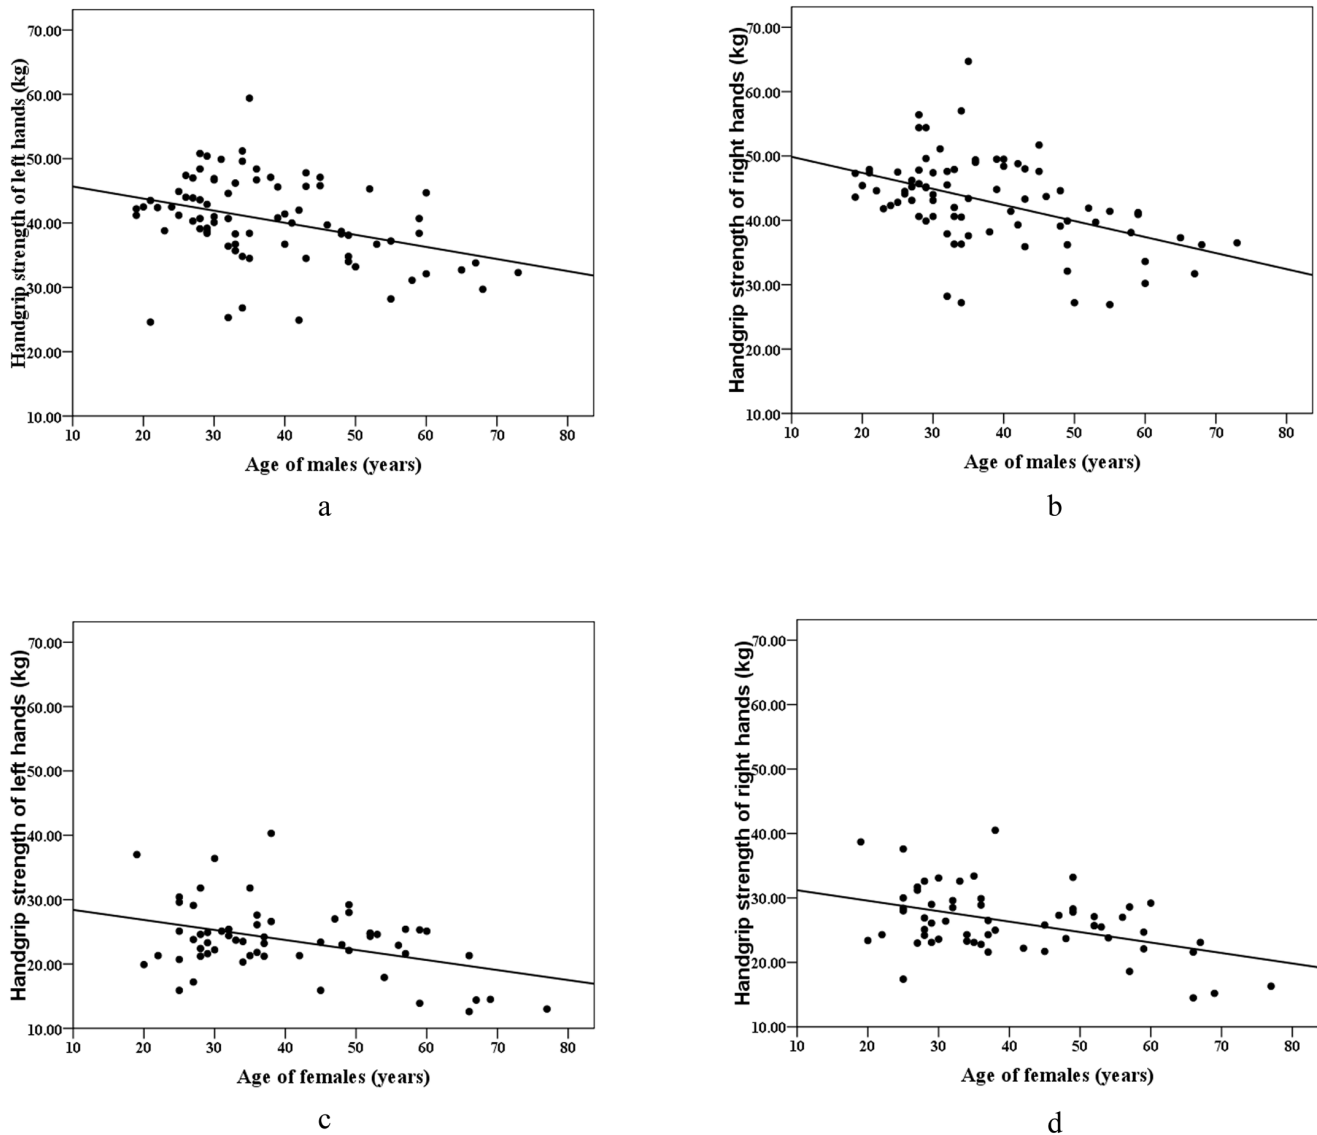 70.00
60.00
50.00
40.00
30.00
20.00
10.00
Handgrip strength of left hands (kg)
10 20 30 40 50 60 70 80
Age of males (years)
a
70.00
60.00
50.00
40.00
30.00
20.00
10.00
Handgrip strength of right hands (kg)
10 20 30 40 50 60 70 80
Age of males (years)
b
70.00
60.00
50.00
40.00
30.00
20.00
10.00
Handgrip strength of left hands (kg)
10 20 30 40 50 60 70 80
Age of females (years)
c
70.00
60.00
50.00
40.00
30.00
20.00
10.00
Handgrip strength of right hands (kg)
10 20 30 40 50 60 70 80
Age of females (years)
d